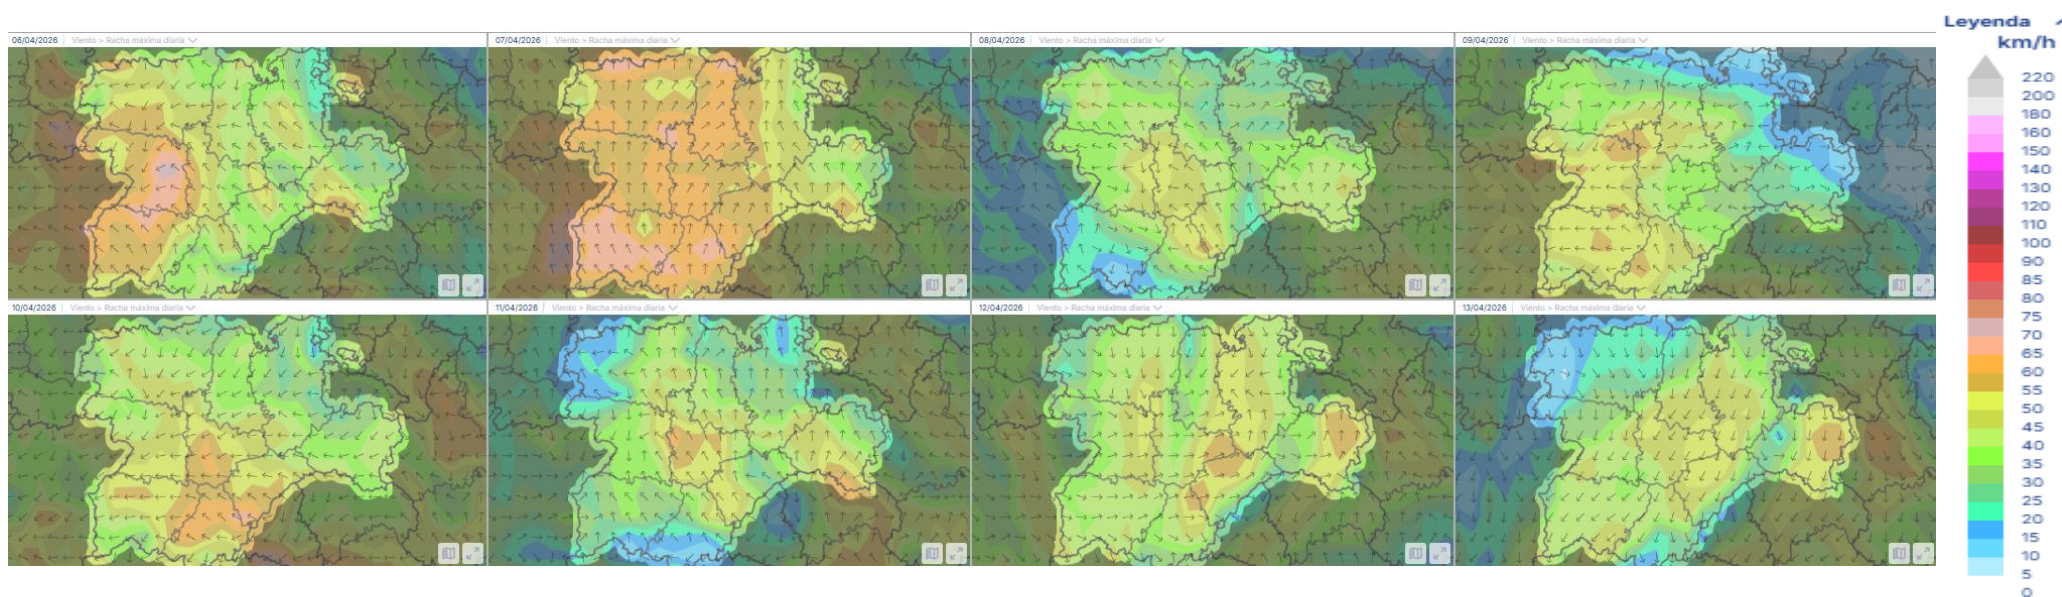 Leyenda
km/h
06/04/2026 Viento > Racha máxima diaria
07/04/2026 Viento > Racha máxima diaria
08/04/2026 Viento > Racha máxima diaria
09/04/2026 Viento > Racha máxima diaria
10/04/2026 Viento > Racha máxima diaria
11/04/2026 Viento > Racha máxima diaria
12/04/2026 Viento > Racha máxima diaria
13/04/2026 Viento > Racha máxima diaria
220
200
180
160
150
140
130
120
110
100
90
85
80
75
70
65
60
55
50
45
40
35
30
25
20
15
10
5
0